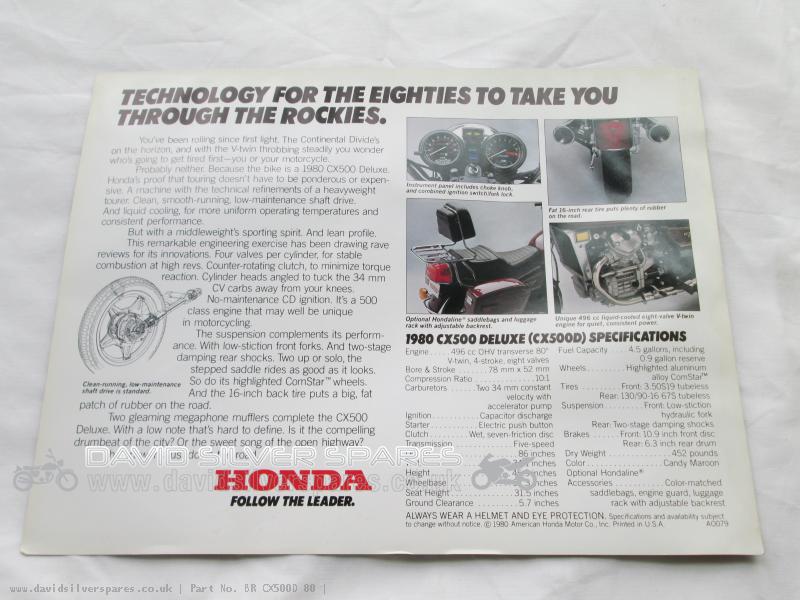 TECHNOLOGY FOR THE EIGHTIES TO TAKE YOU
THROUGH THE ROCKIES.
You've been rolling since first light. The Continental Divide's
on the horizon, and with the V-twin throbbing steadily you wonder
who's going to get tired first—you or your motorcycle.
Probably neither. Because the bike is a 1980 CX500 Deluxe.
Honda's proof that touring doesn't have to be ponderous or expen-
sive. A machine with the technical refinements of a heavyweight
tourer. Clean, smooth-running, low-maintenance shaft drive.
And liquid cooling, for more uniform operating temperatures and
consistent performance.
But with a middleweight's sporting spirit. And lean profile.
This remarkable engineering exercise has been drawing rave
reviews for its innovations. Four valves per cylinder, for stable
combustion at high revs. Counter-rotating clutch, to minimize torque
reaction. Cylinder heads angled to tuck the 34 mm
CV carbs away from your knees.
No-maintenance CD ignition. It's a 500
class engine that may well be unique
in motorcycling.
The suspension complements its perform-
ance. With low-stiction front forks. And two-stage
damping rear shocks. Two up or solo, the
stepped saddle rides as good as it looks.
So do its highlighted ComStar™ wheels.
And the 16-inch back tire puts a big, fat
patch of rubber on the road.
Clean-running, low-maintenance
shaft drive is standard.
Two gleaming megaphone mufflers complete the CX500
Deluxe. With a low note that's hard to define. Is it the compelling
drumbeat of the city? Or the sweet song of the open highway?
HONDA
FOLLOW THE LEADER.
Instrument panel includes choke knob,
and combined ignition switch/fork lock.
Fat 16-inch rear tire puts plenty of rubber
on the road.
Optional Hondaline® saddlebags and luggage
rack with adjustable backrest.
Unique 496 cc liquid-cooled eight-valve V-twin
engine for quiet, consistent power.
1980 CX500 DELUXE (CX500D) SPECIFICATIONS
Engine 496 cc OHV transverse 80°
V-twin, 4-stroke, eight valves
Bore & Stroke 78 mm x 52 mm
Compression Ratio 10:1
Carburetors Two 34 mm constant
velocity with
accelerator pump
Ignition Capacitor discharge
Starter Electric push button
Clutch Wet, seven-friction disc
Transmission Five-speed
86 inches
inches
Height inches
Wheelbase inches
Seat Height 31.5 inches
Ground Clearance 5.7 inches
Fuel Capacity 4.5 gallons, including
0.9 gallon reserve
Wheels Highlighted aluminum
alloy ComStar™
Tires Front: 3.50S19 tubeless
Rear: 130/90-16 67S tubeless
Suspension Front: Low-stiction
hydraulic fork
Rear: Two-stage damping shocks
Brakes Front: 10.9 inch front disc
Rear: 6.3 inch rear drum
Dry Weight 452 pounds
Color Candy Maroon
Optional Hondaline®
Accessories Color-matched
saddlebags, engine guard, luggage
rack with adjustable backrest
ALWAYS WEAR A HELMET AND EYE PROTECTION. Specifications and availability subject
to change without notice. © 1980 American Honda Motor Co., Inc. Printed in U.S.A. A0079
DAVID SILVER SPARES
www.davidsilverspares.co.uk
www.davidsilverspares.co.uk | Part No. BR CX500D 80 |